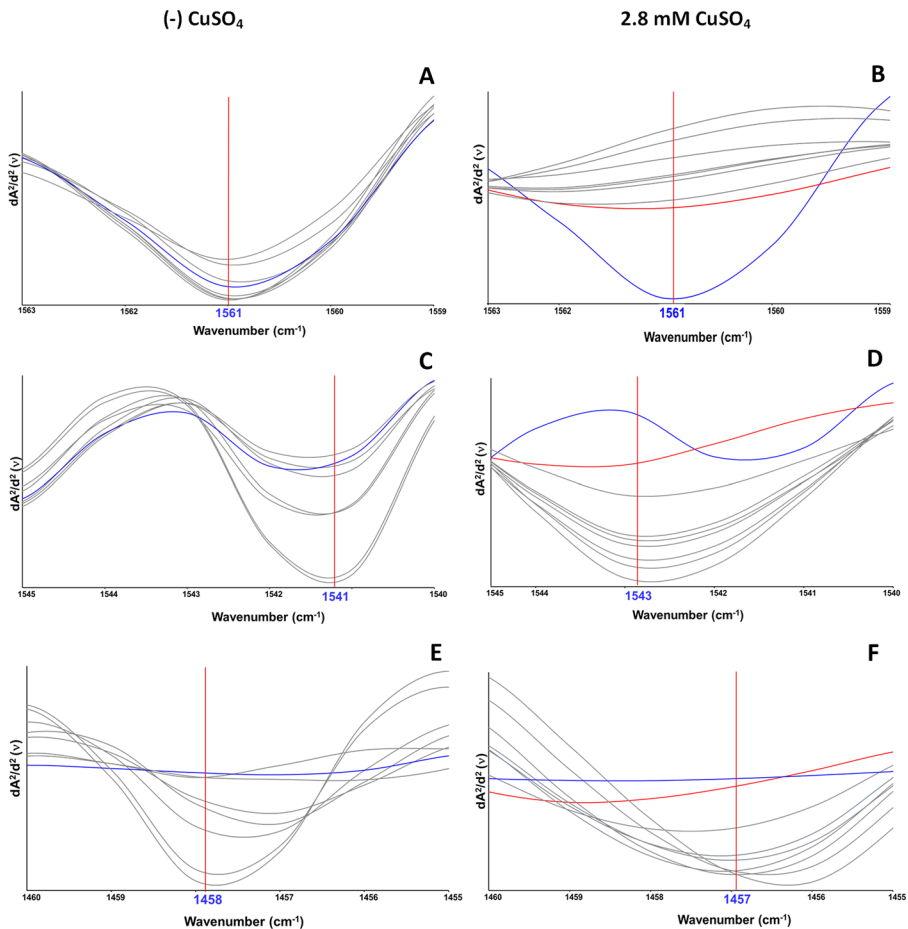 (-) CuSO₄
2.8 mM CuSO₄
A
dA²/d² (ν)
1563
1562
1561
1560
1559
Wavenumber (cm⁻¹)
B
dA²/d² (ν)
1563
1562
1561
1560
1559
Wavenumber (cm⁻¹)
C
dA²/d² (ν)
1545
1544
1543
1542
1541
1540
Wavenumber (cm⁻¹)
D
dA²/d² (ν)
1545
1544
1543
1542
1541
1540
Wavenumber (cm⁻¹)
E
dA²/d² (ν)
1460
1459
1458
1457
1456
1455
Wavenumber (cm⁻¹)
F
dA²/d² (ν)
1460
1459
1458
1457
1456
1455
Wavenumber (cm⁻¹)